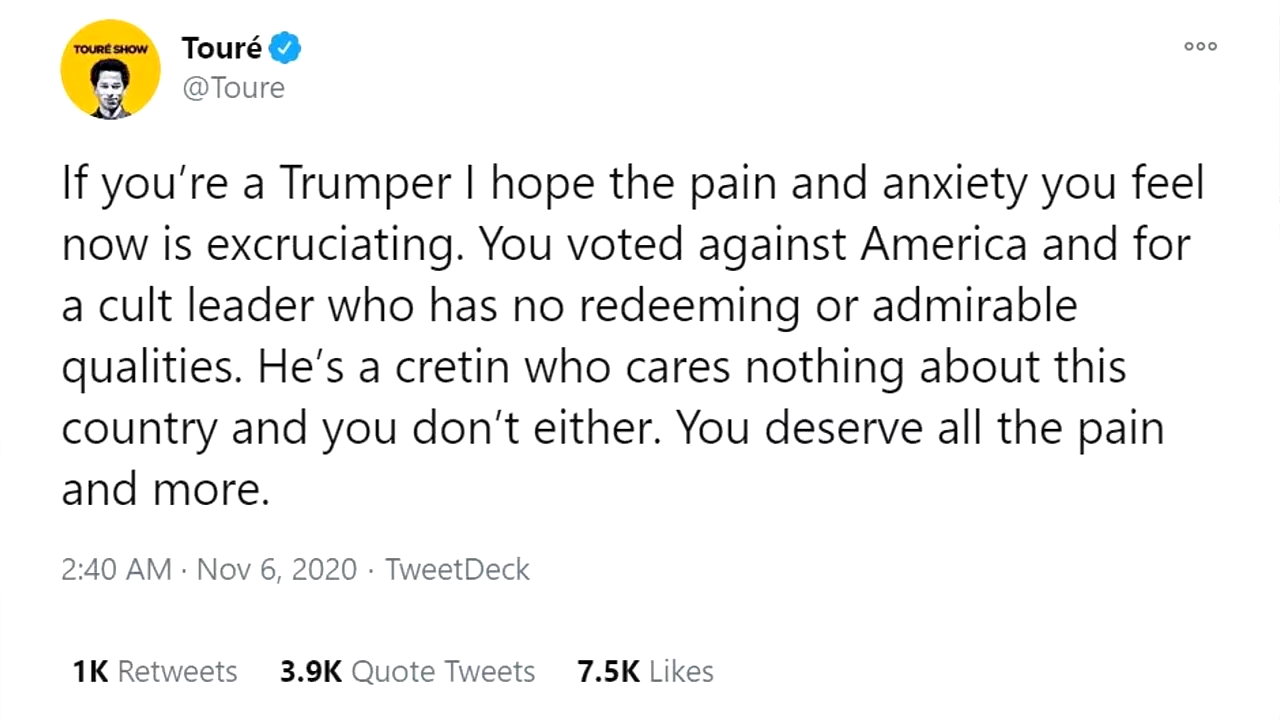 TOURÉ SHOW
Touré
@Toure
If you’re a Trumper I hope the pain and anxiety you feel
now is excruciating. You voted against America and for
a cult leader who has no redeeming or admirable
qualities. He’s a cretin who cares nothing about this
country and you don’t either. You deserve all the pain
and more.
2:40 AM · Nov 6, 2020 · TweetDeck
1K Retweets 3.9K Quote Tweets 7.5K Likes